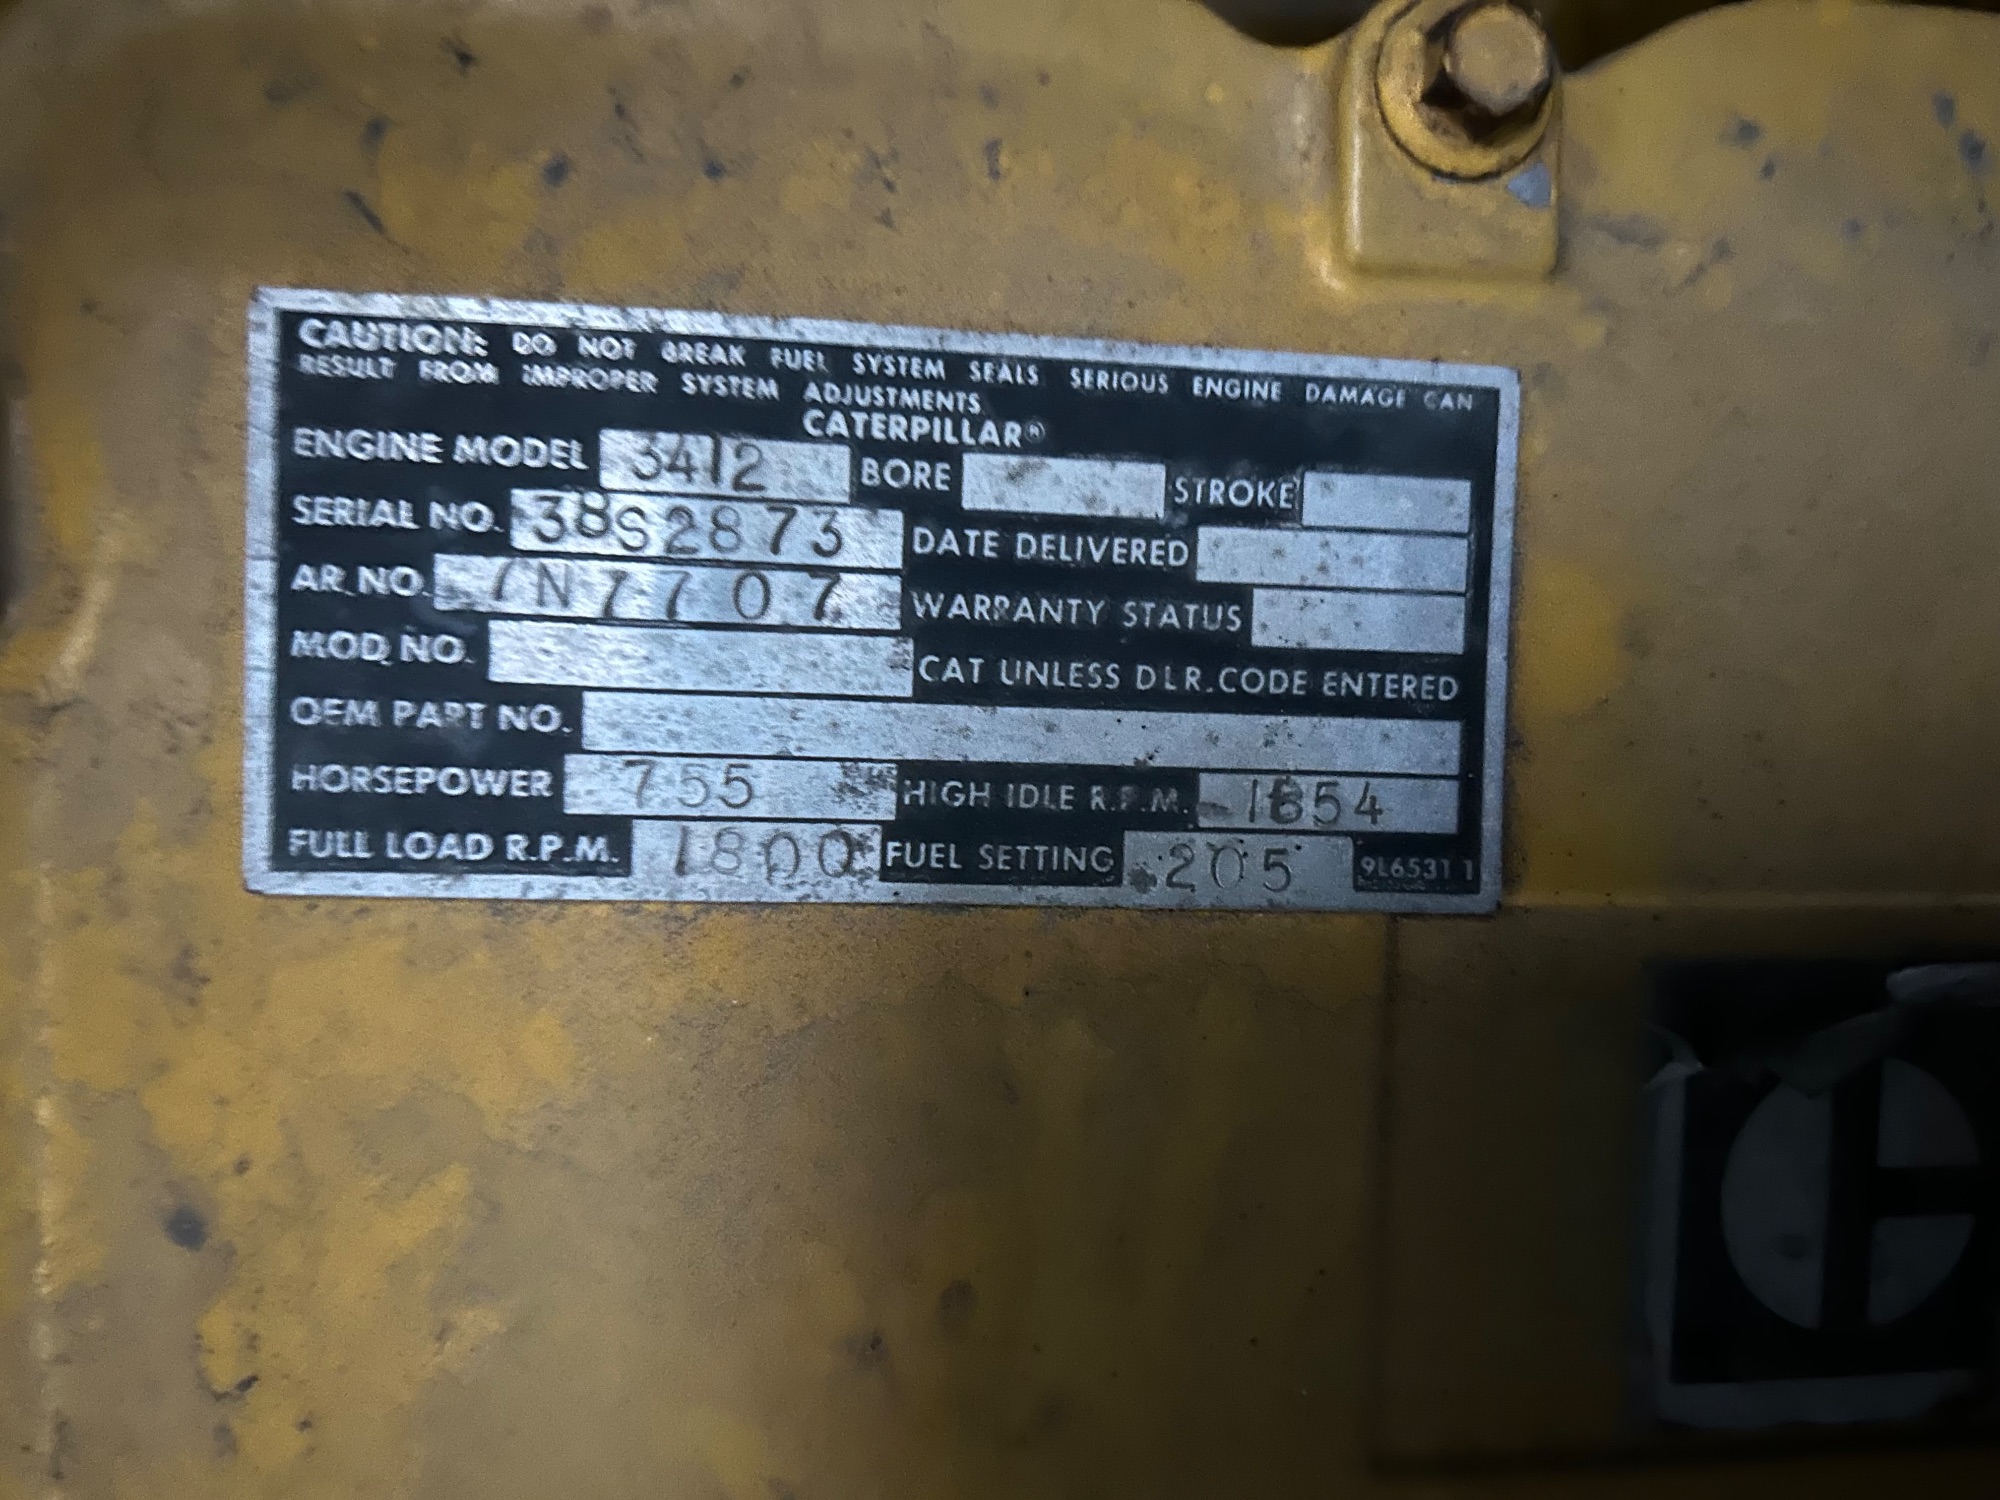 CAUTION: DO NOT BREAK FUEL SYSTEM SEALS SERIOUS ENGINE DAMAGE CAN
RESULT FROM IMPROPER SYSTEM ADJUSTMENTS
CATERPILLAR®
ENGINE MODEL 3412 BORE STROKE
SERIAL NO. 38S2873 DATE DELIVERED
AR. NO. 7N7707 WARRANTY STATUS
MOD. NO. CAT UNLESS DLR. CODE ENTERED
OEM PART NO.
HORSEPOWER 755 HIGH IDLE R.P.M.
FULL LOAD R.P.M. 1800 FUEL SETTING 205 9L6531 1